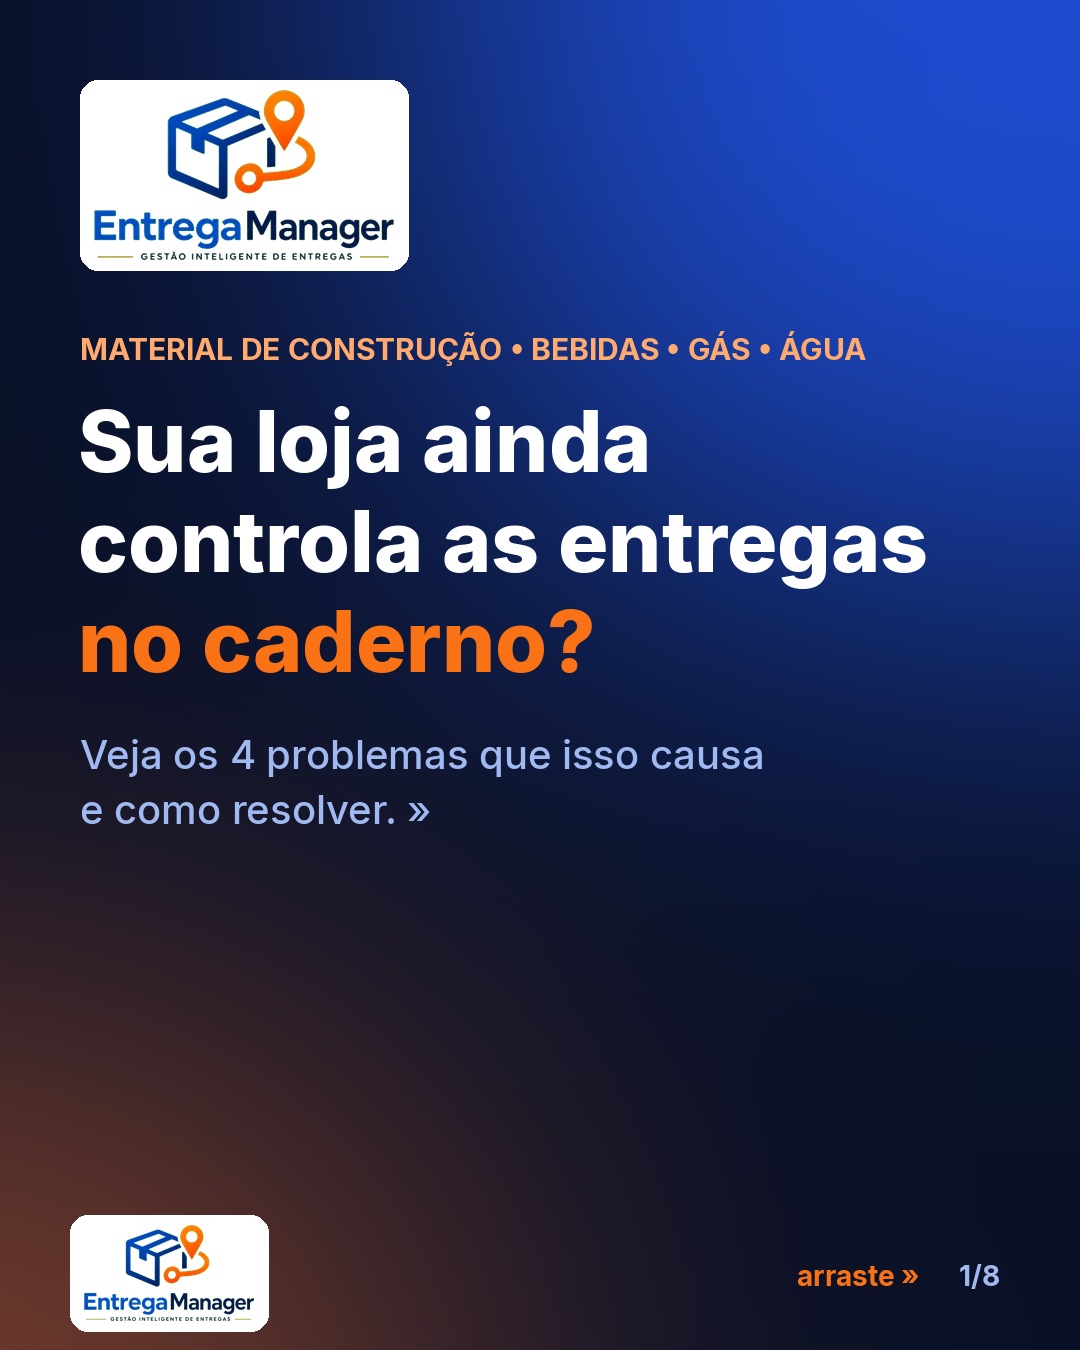 EntregaManager
GESTÃO INTELIGENTE DE ENTREGAS
MATERIAL DE CONSTRUÇÃO • BEBIDAS • GÁS • ÁGUA
Sua loja ainda
controla as entregas
no caderno?
Veja os 4 problemas que isso causa
e como resolver. »
EntregaManager
GESTÃO INTELIGENTE DE ENTREGAS
arraste » 1/8